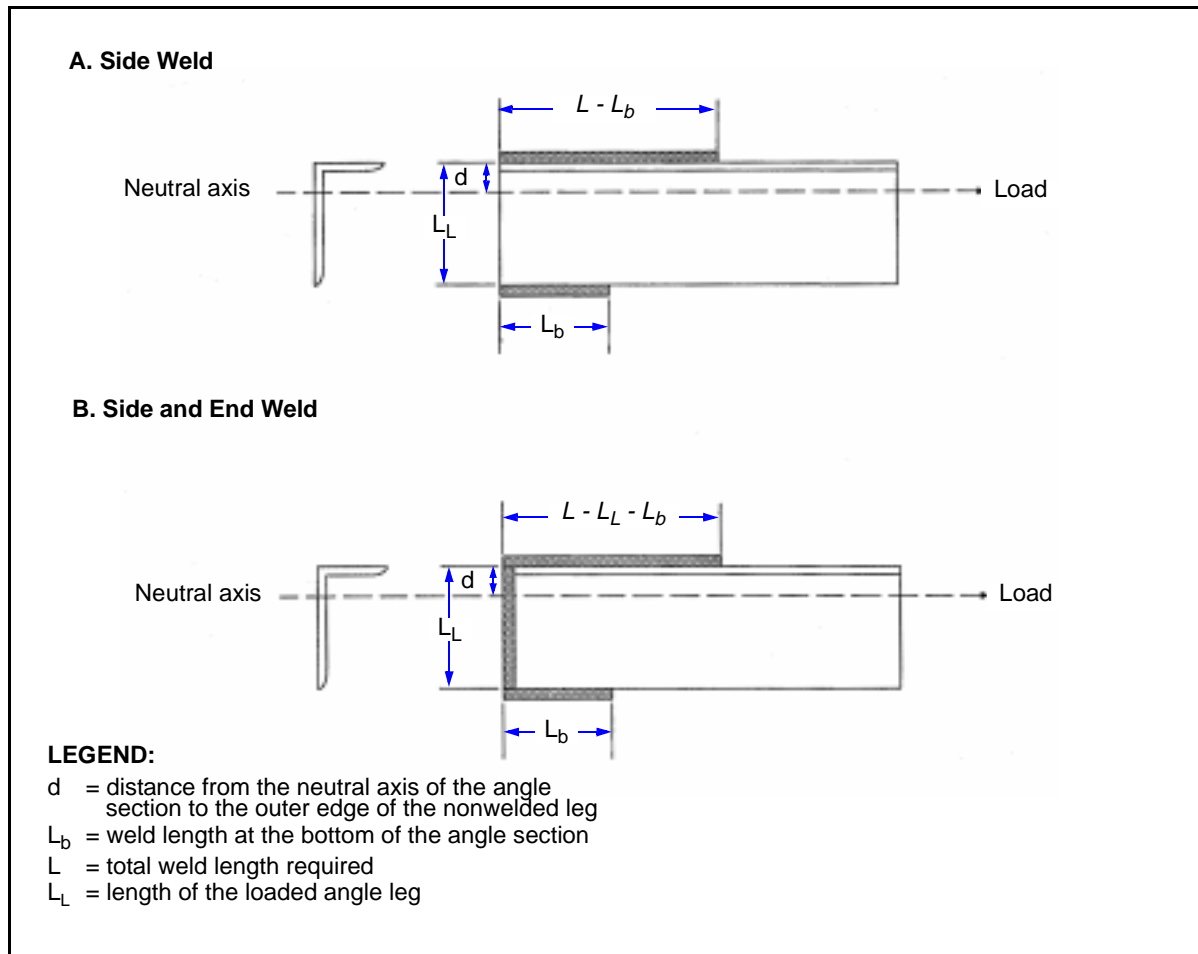 A. Side Weld
L - Lb
Neutral axis
d
Load
LL
Lb
B. Side and End Weld
L - LL - Lb
Neutral axis
d
Load
LL
Lb
LEGEND:
d = distance from the neutral axis of the angle
section to the outer edge of the nonwelded leg
Lb = weld length at the bottom of the angle section
L = total weld length required
LL = length of the loaded angle leg